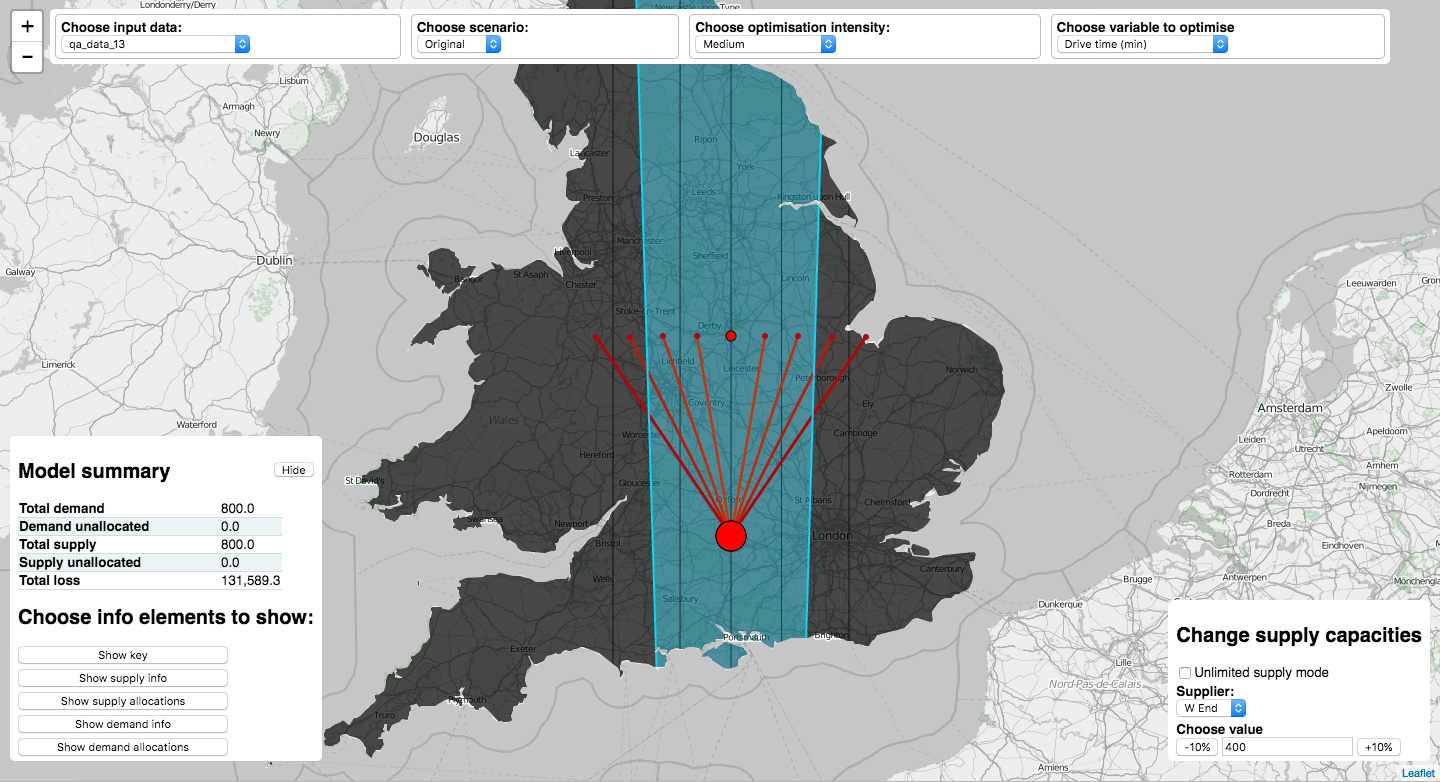 Londonderry/Derry
Newcastle upon Tyne
+
−
Choose input data:
qa_data_13
Choose scenario:
Original
Choose optimisation intensity:
Medium
Choose variable to optimise
Drive time (min)
Lisburn
Armagh
Newry
Douglas
Ripon
Lancaster
York
Leeds
Preston
Kingston upon Hull
Manchester
Liverpool
Sheffield
Dublin
Galway
St Asaph
Bangor
Chester
Lincoln
Leeuwarden
Stoke-on-Trent
Derby
Limerick
Lichfield
Leicester
Peterborough
Norwich
Zwolle
Coventry
Ely
Amsterdam
Wales
Waterford
Worcester
Cambridge
Apeldoorn
Leiden
Utrecht
Hereford
Arnhem
Rotterdam
Nijmegen
St David's
Gloucester
Dordrecht
Oxford
St Albans
Chelmsford
Swansea
Newport
Breda
Bristol
London
Eindhoven
Canterbury
Wells
Brugge
Antwerpen
Mönchengl
Salisbury
Dunkerque
Portsmouth
Brighton
Exeter
Lille
Nord-Pas-de-Calais
Plymouth
Truro
Amiens
Model summary
Hide
Total demand 800.0
Demand unallocated 0.0
Total supply 800.0
Supply unallocated 0.0
Total loss 131,589.3
Choose info elements to show:
Show key
Show supply info
Show supply allocations
Show demand info
Show demand allocations
Change supply capacities
Unlimited supply mode
Supplier:
W End
Choose value
-10% 400 +10%
Leaflet